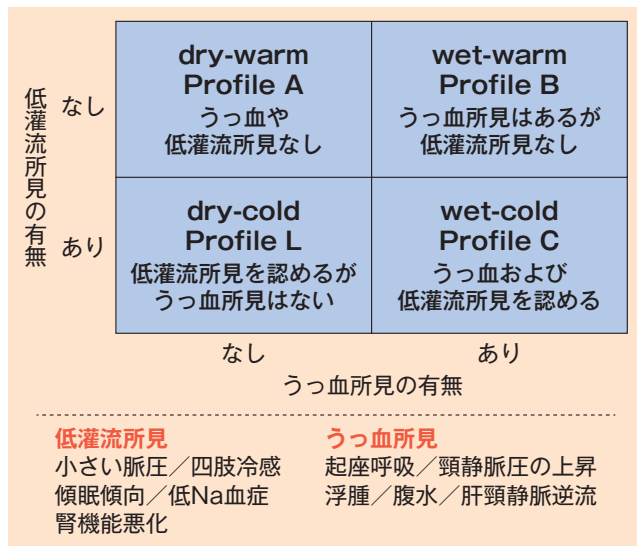 低灌流所見の有無
なし
dry-warm
Profile A
うっ血や
低灌流所見なし
wet-warm
Profile B
うっ血所見はあるが
低灌流所見なし
あり
dry-cold
Profile L
低灌流所見を認めるが
うっ血所見はない
wet-cold
Profile C
うっ血および
低灌流所見を認める
なし
あり
うっ血所見の有無
低灌流所見
小さい脈圧／四肢冷感
傾眠傾向／低Na血症
腎機能悪化
うっ血所見
起座呼吸／頸静脈圧の上昇
浮腫／腹水／肝頸静脈逆流